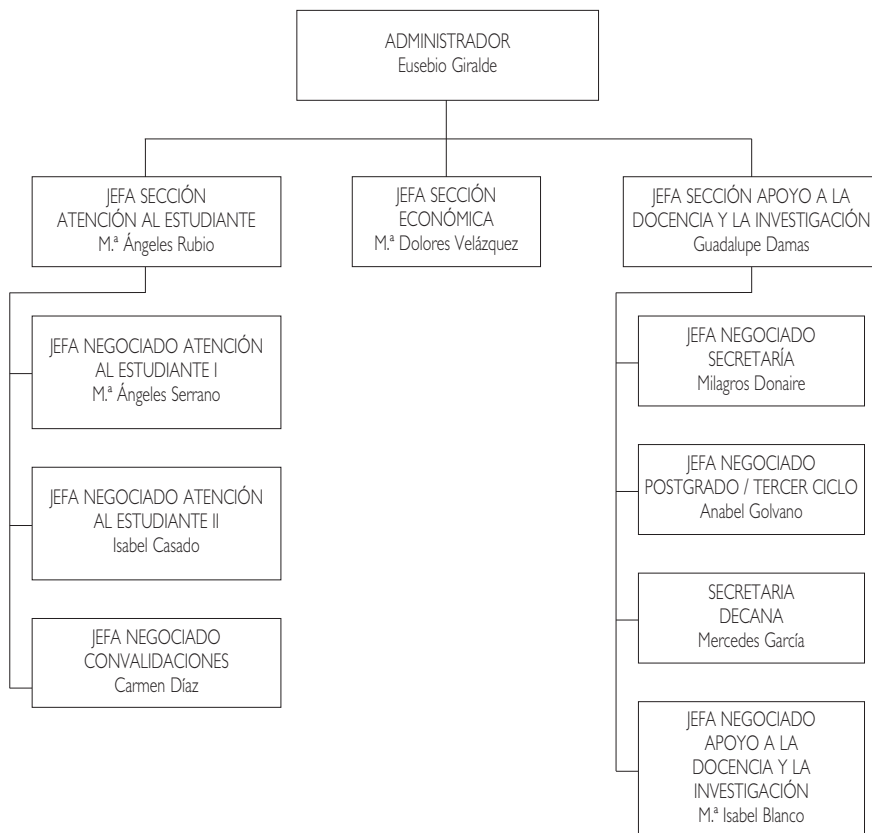 ADMINISTRADOR
Eusebio Giralde
JEFA SECCIÓN
ATENCIÓN AL ESTUDIANTE
M.ª Ángeles Rubio
JEFA SECCIÓN
ECONÓMICA
M.ª Dolores Velázquez
JEFA SECCIÓN APOYO A LA
DOCENCIA Y LA INVESTIGACIÓN
Guadalupe Damas
JEFA NEGOCIADO ATENCIÓN
AL ESTUDIANTE I
M.ª Ángeles Serrano
JEFA NEGOCIADO ATENCIÓN
AL ESTUDIANTE II
Isabel Casado
JEFA NEGOCIADO
CONVALIDACIONES
Carmen Díaz
JEFA NEGOCIADO
SECRETARÍA
Milagros Donaire
JEFA NEGOCIADO
POSTGRADO / TERCER CICLO
Anabel Golvano
SECRETARIA
DECANA
Mercedes García
JEFA NEGOCIADO
APOYO A LA
DOCENCIA Y LA
INVESTIGACIÓN
M.ª Isabel Blanco